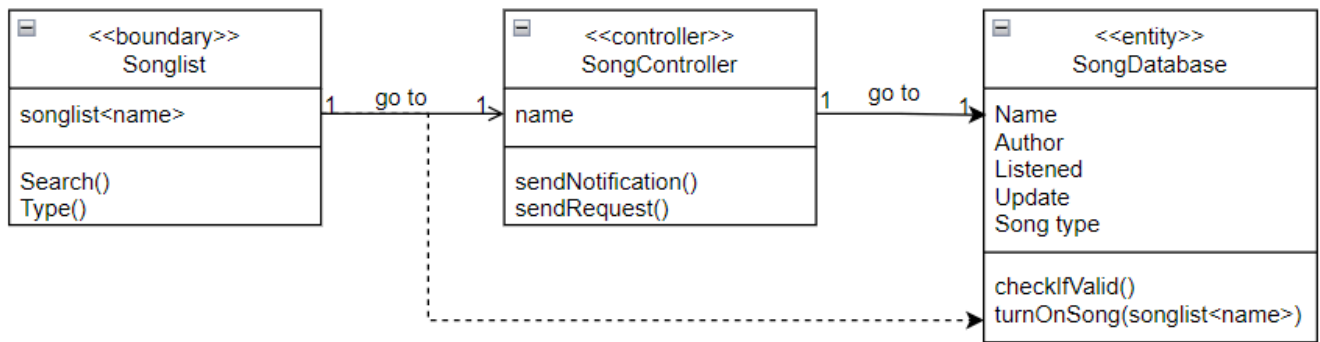 <<boundary>>
Songlist
songlist<name>
Search()
Type()
1
go to
1
<<controller>>
SongController
name
sendNotification()
sendRequest()
1
go to
1
<<entity>>
SongDatabase
Name
Author
Listened
Update
Song type
checkIfValid()
turnOnSong(songlist<name>)